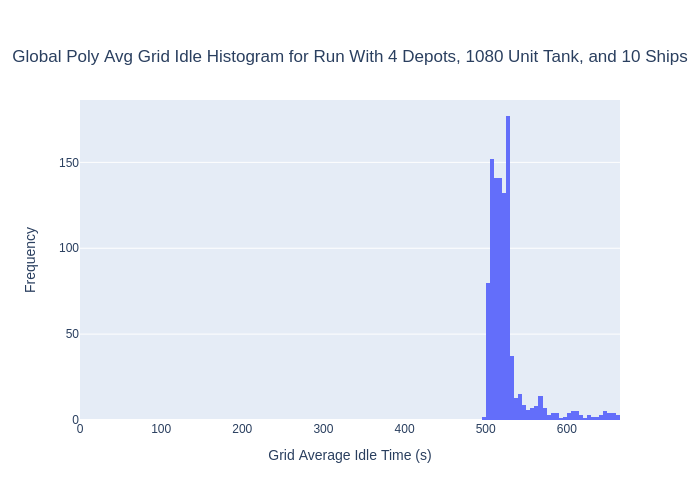 Global Poly Avg Grid Idle Histogram for Run With 4 Depots, 1080 Unit Tank, and 10 Ships
150
100
50
0
Frequency
0 100 200 300 400 500 600
Grid Average Idle Time (s)